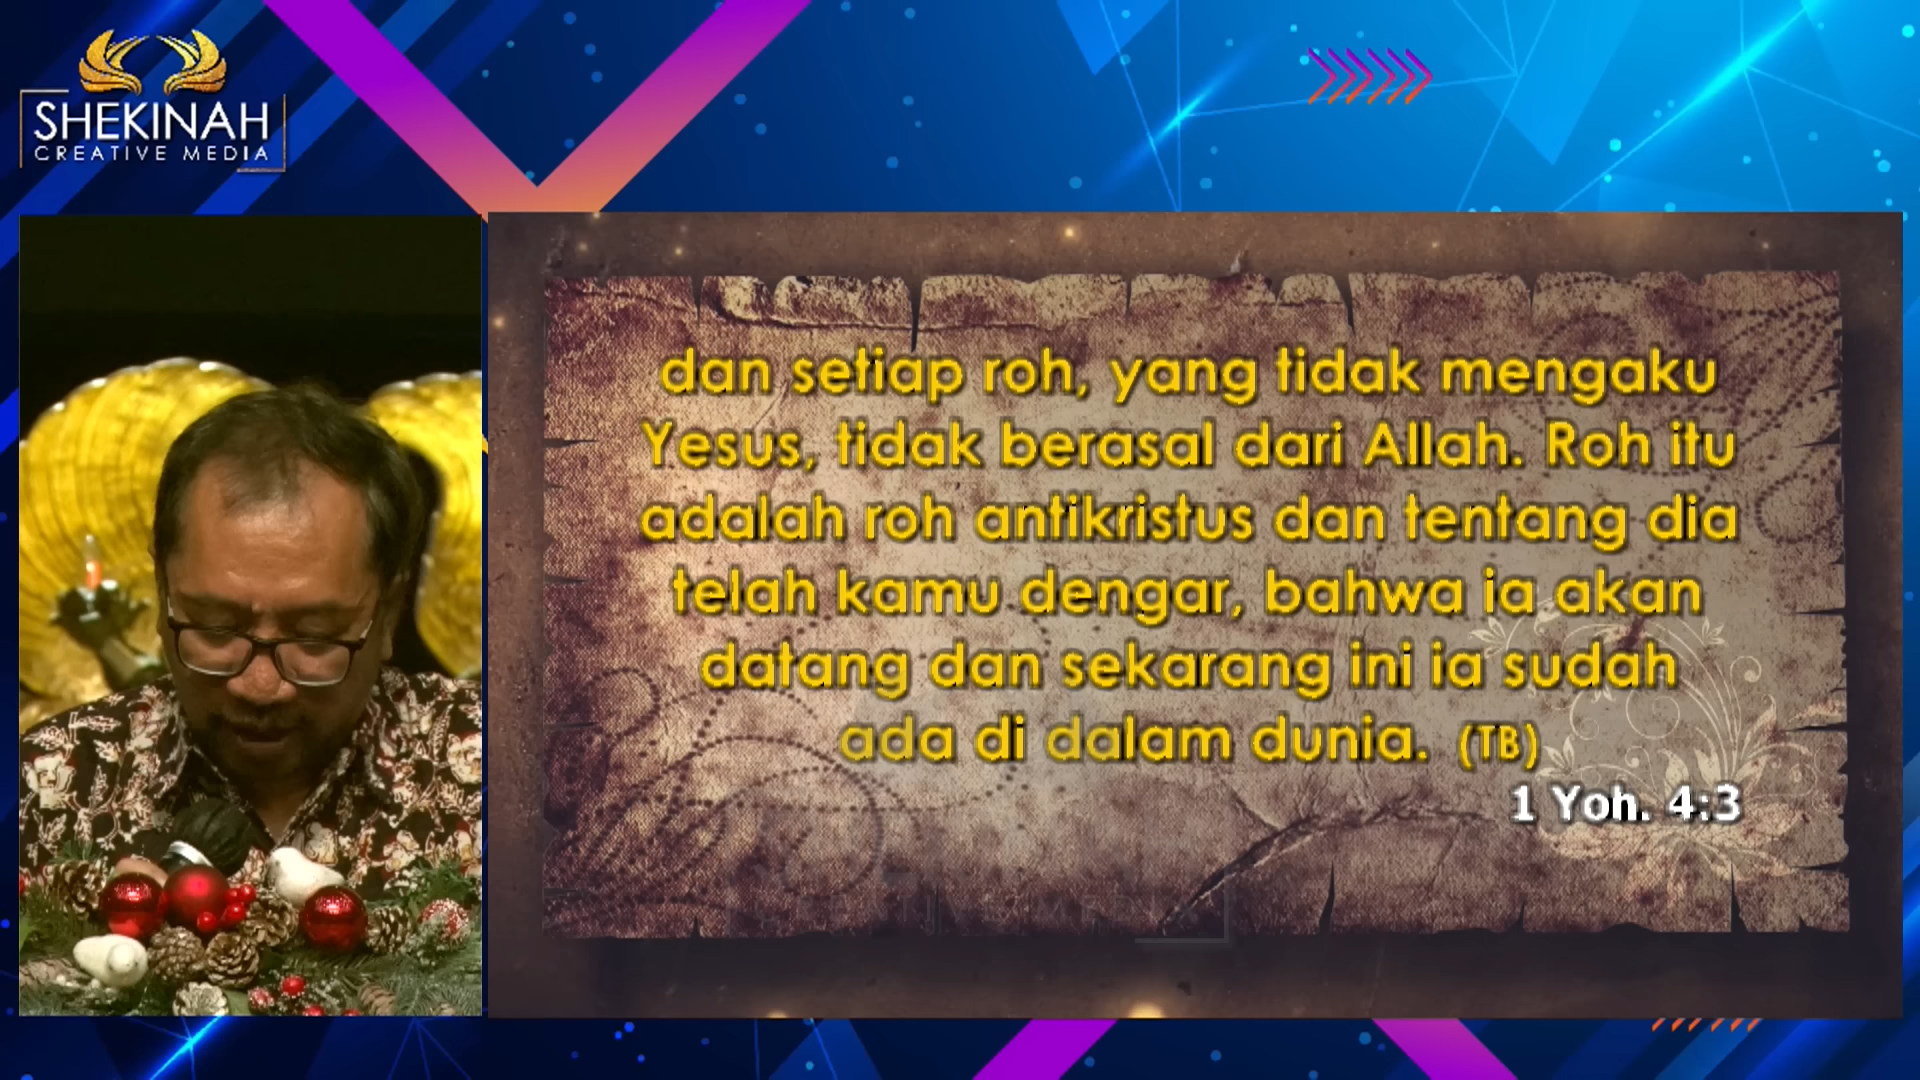 SHEKINAH
CREATIVE MEDIA
dan setiap roh, yang tidak mengaku
Yesus, tidak berasal dari Allah. Roh itu
adalah roh antikristus dan tentang dia
telah kamu dengar, bahwa ia akan
datang dan sekarang ini ia sudah
ada di dalam dunia. (TB)
1 Yoh. 4:3
CREATIVE MEDIA